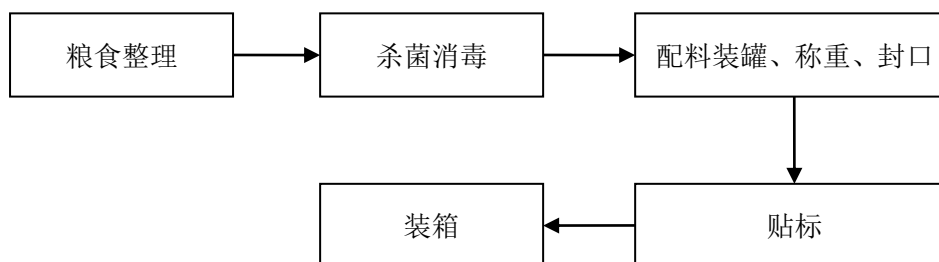 粮食整理
杀菌消毒
配料装罐、称重、封口
贴标
装箱